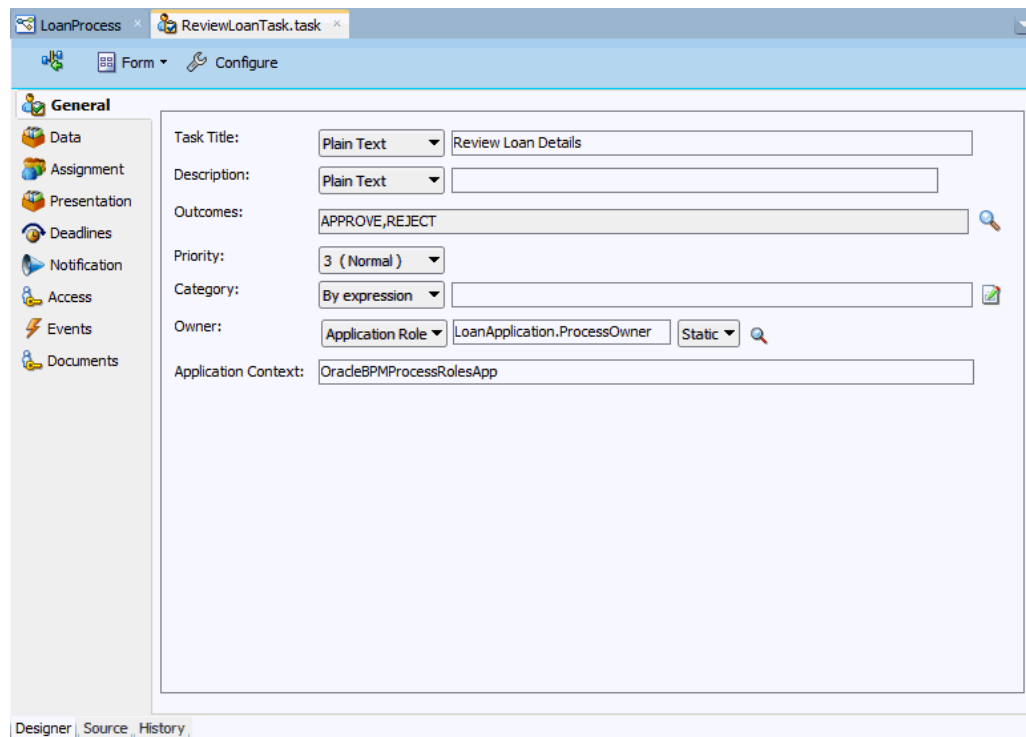 LoanProcess ReviewLoanTask.task
Form Configure
General
Data
Assignment
Presentation
Deadlines
Notification
Access
Events
Documents
Task Title: Plain Text Review Loan Details
Description: Plain Text
Outcomes: APPROVE,REJECT
Priority: 3 (Normal)
Category: By expression
Owner: Application Role LoanApplication.ProcessOwner Static
Application Context: OracleBPMProcessRolesApp
Designer Source History